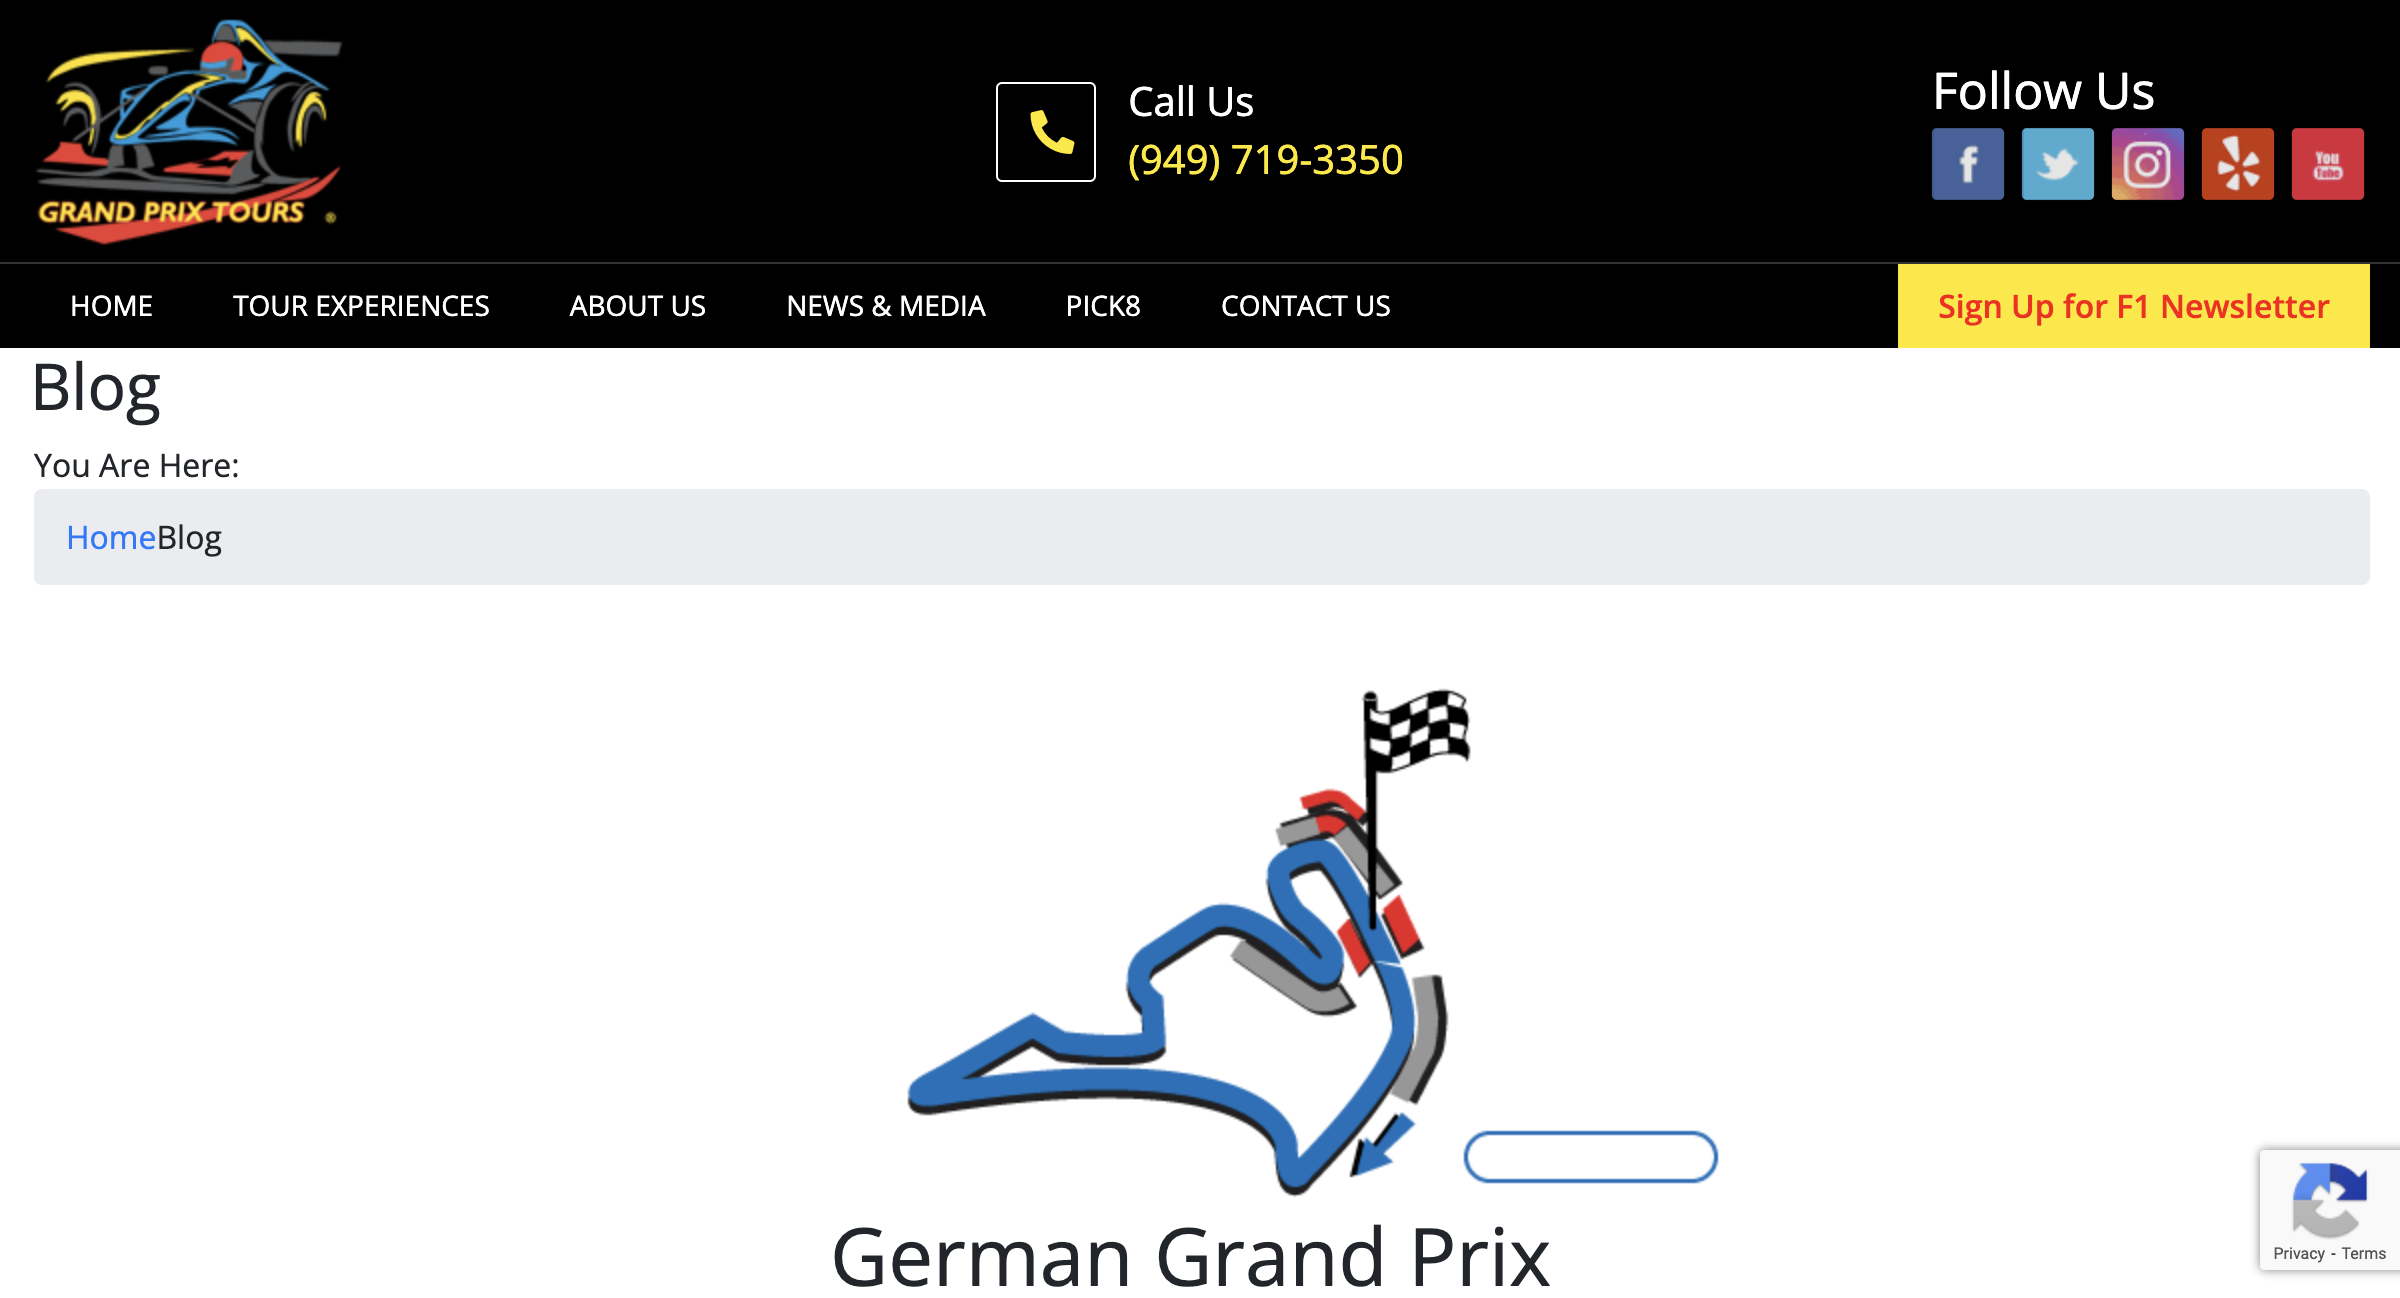 GRAND PRIX TOURS ®
Call Us
(949) 719-3350
Follow Us
f
You
Tube
HOME
TOUR EXPERIENCES
ABOUT US
NEWS & MEDIA
PICK8
CONTACT US
Sign Up for F1 Newsletter
Blog
You Are Here:
HomeBlog
German Grand Prix
Privacy - Terms